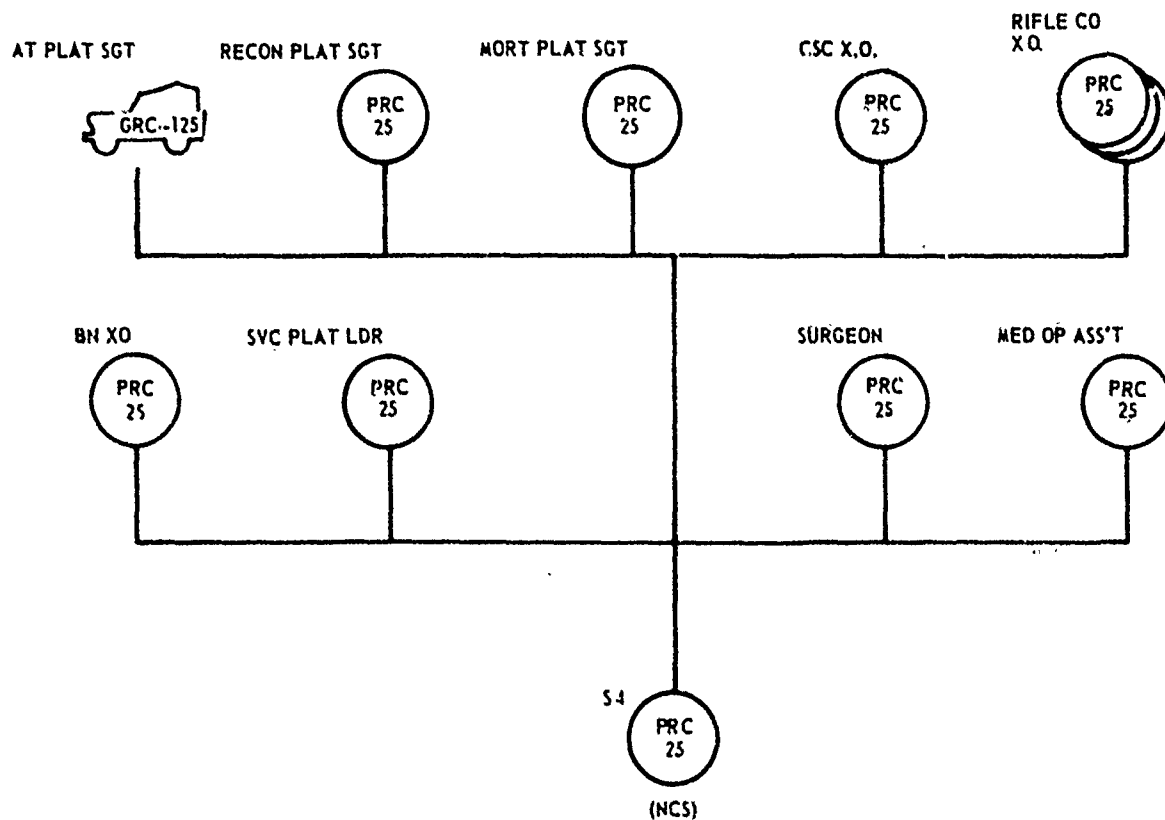 AT PLAT SGT
RECON PLAT SGT
MORT PLAT SGT
CSC X.O.
RIFLE CO
X O.
GRC--125
PRC
25
PRC
25
PRC
25
PRC
25
BN XO
SVC PLAT LDR
SURGEON
MED OP ASS'T
PRC
25
PRC
25
PRC
25
PRC
25
S4
PRC
25
(NCS)